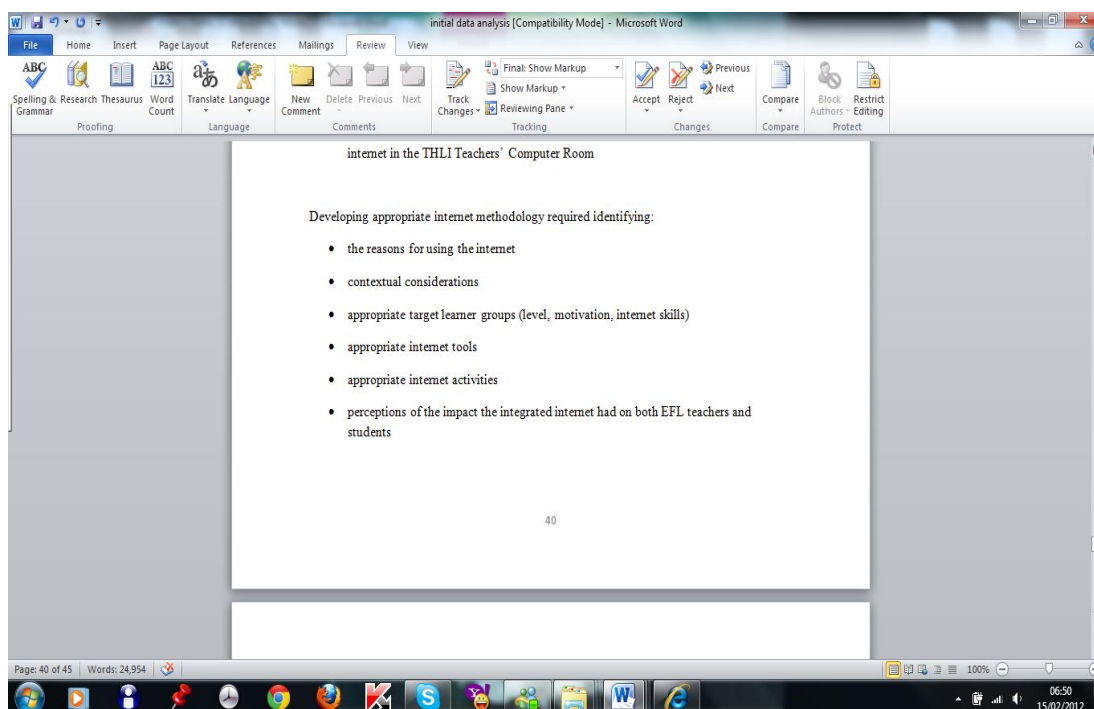 initial data analysis [Compatibility Mode] - Microsoft Word
File Home Insert Page Layout References Mailings Review View
ABC
Spelling & Grammar
Research
Thesaurus
ABC
123
Word Count
Translate
Language
New Comment
Delete
Previous
Next
Track Changes
Final: Show Markup
Show Markup
Reviewing Pane
Accept
Reject
Previous
Next
Compare
Block Authors
Restrict Editing
Proofing Language Comments Tracking Changes Compare Protect
internet in the THLI Teachers’ Computer Room
Developing appropriate internet methodology required identifying:
• the reasons for using the internet
• contextual considerations
• appropriate target learner groups (level, motivation, internet skills)
• appropriate internet tools
• appropriate internet activities
• perceptions of the impact the integrated internet had on both EFL teachers and
students
40
Page: 40 of 45 Words: 24,954 100%
06:50
15/02/2012